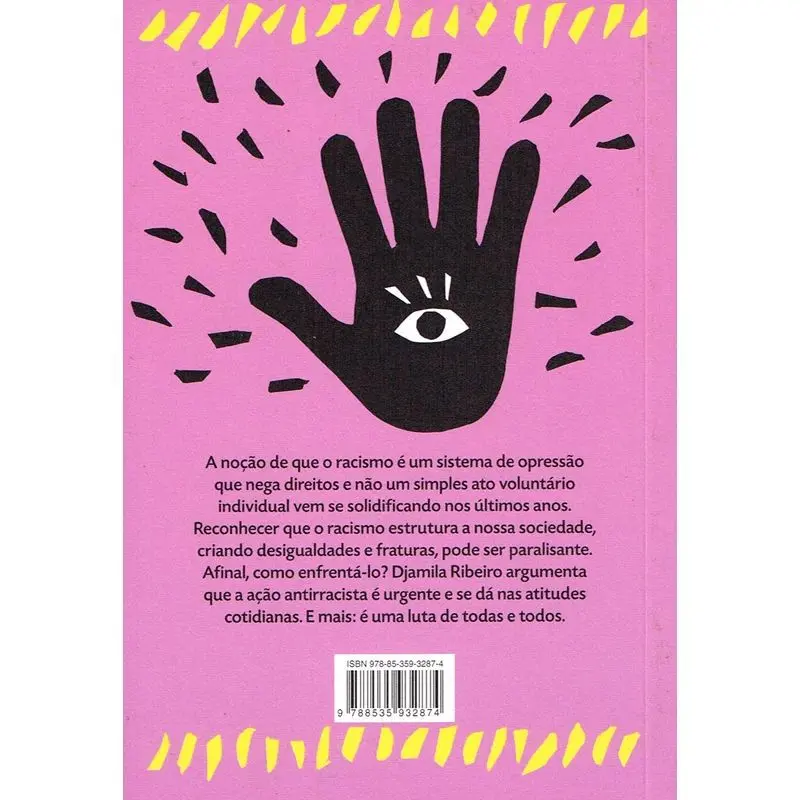 A noção de que o racismo é um sistema de opressão
que nega direitos e não um simples ato voluntário
individual vem se solidificando nos últimos anos.
Reconhecer que o racismo estrutura a nossa sociedade,
criando desigualdades e fraturas, pode ser paralisante.
Afinal, como enfrentá-lo? Djamila Ribeiro argumenta
que a ação antirracista é urgente e se dá nas atitudes
cotidianas. E mais: é uma luta de todas e todos.
ISBN 978-85-359-3287-4
9 788535 932874